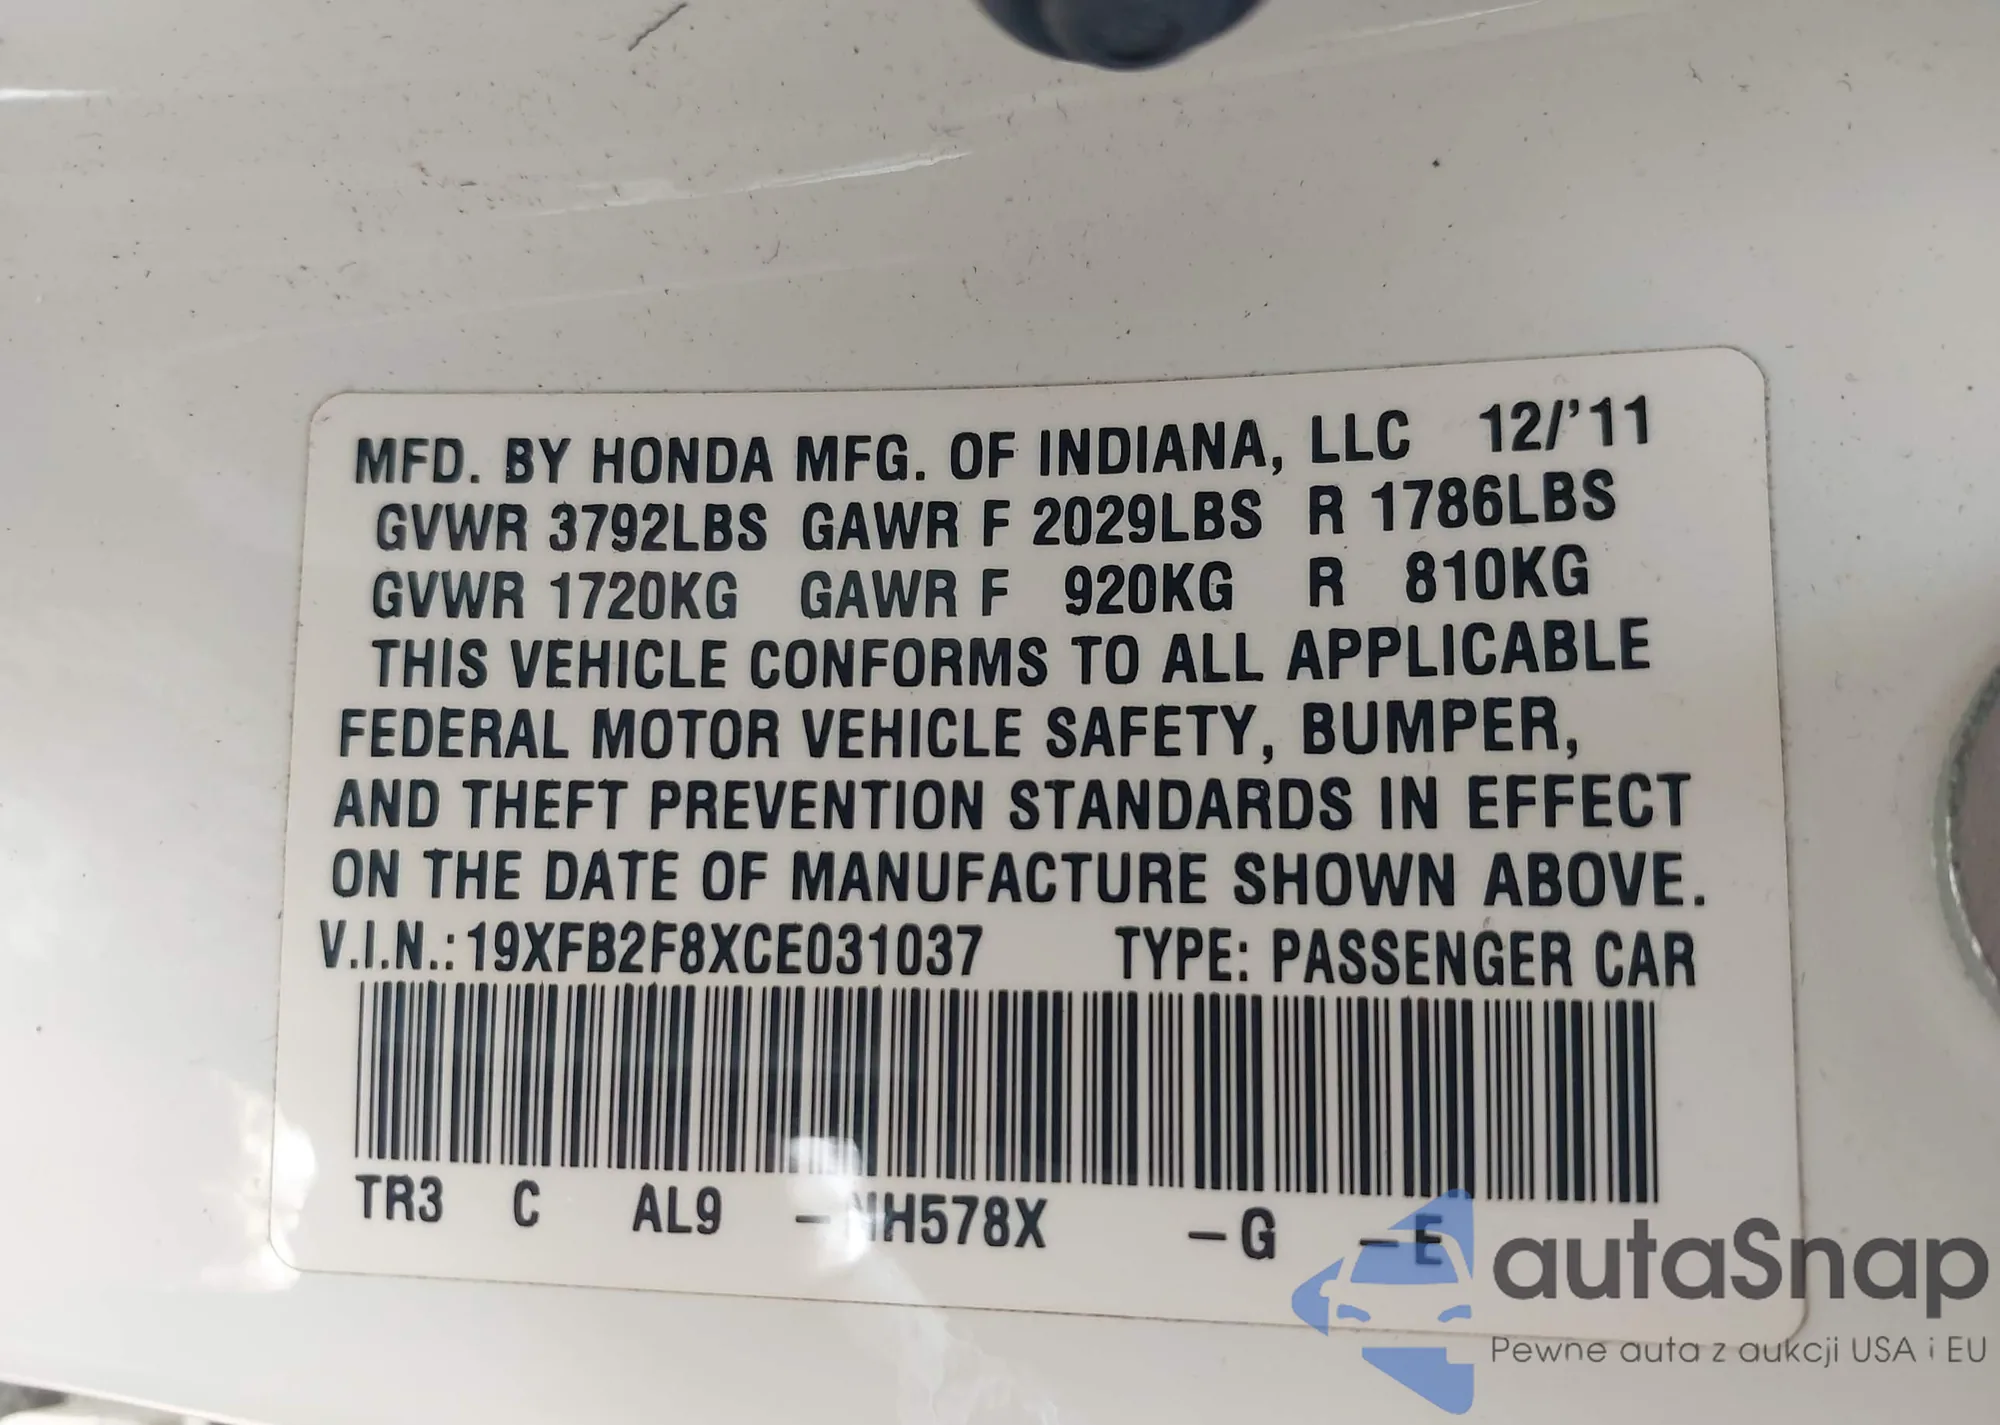 MFD. BY HONDA MFG. OF INDIANA, LLC 12/'11
GVWR 3792LBS GAWR F 2029LBS R 1786LBS
GVWR 1720KG GAWR F 920KG R 810KG
THIS VEHICLE CONFORMS TO ALL APPLICABLE
FEDERAL MOTOR VEHICLE SAFETY, BUMPER,
AND THEFT PREVENTION STANDARDS IN EFFECT
ON THE DATE OF MANUFACTURE SHOWN ABOVE.
V.I.N.: 19XFB2F8XCE031037 TYPE: PASSENGER CAR
TR3 C AL9 –NH578X –G –E
autaSnap
Pewne auta z aukcji USA i EU